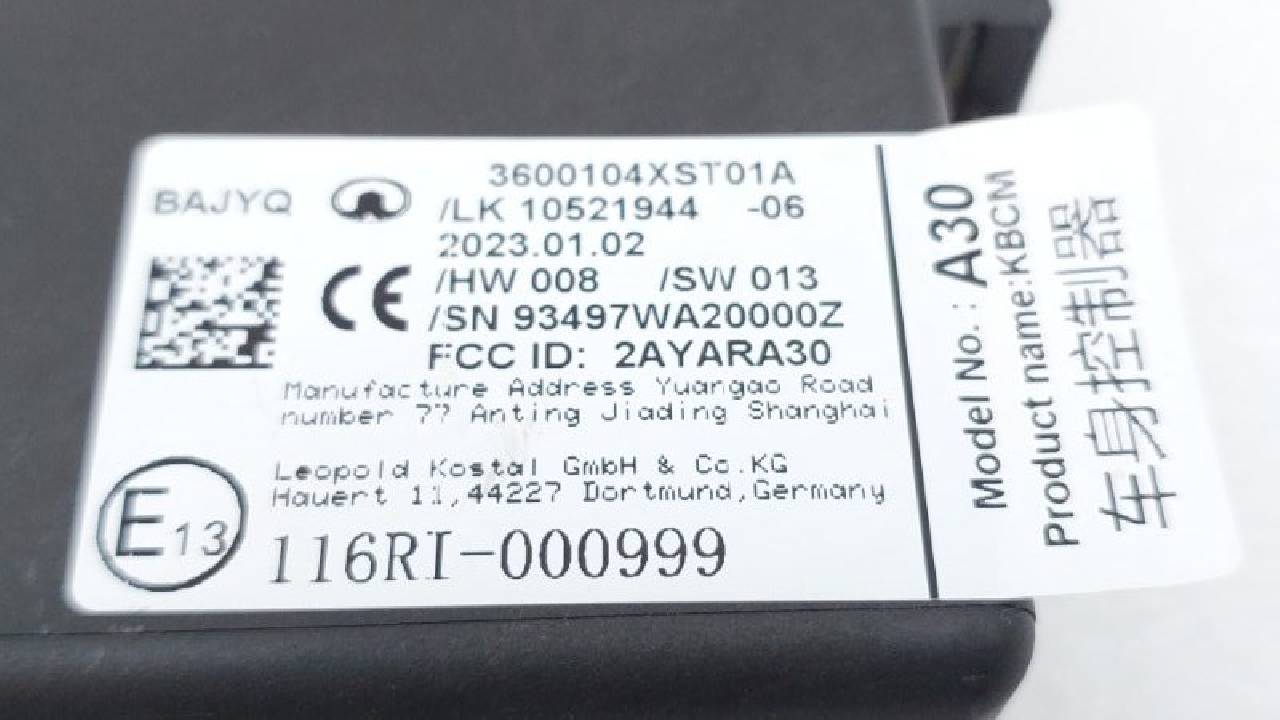 BAJYQ
3600104XST01A
/LK 10521944 -06
2023.01.02
CE
/HW 008 /SW 013
/SN 93497WA20000Z
FCC ID: 2AYARA30
Manufacture Address Yuangao Road
number 77 Anting Jiading Shanghai
Leopold Kostal GmbH & Co.KG
Hauert 11,44227 Dortmund,Germany
E13
116RI-000999
Model No.: A30
Product name:KBCM
车身控制器